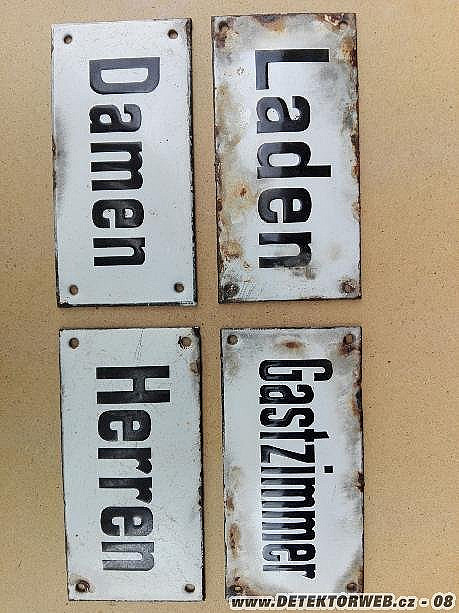 Damen
Laden
Herren
Gastzimmer
www.DETEKTORWEB.cz - 08